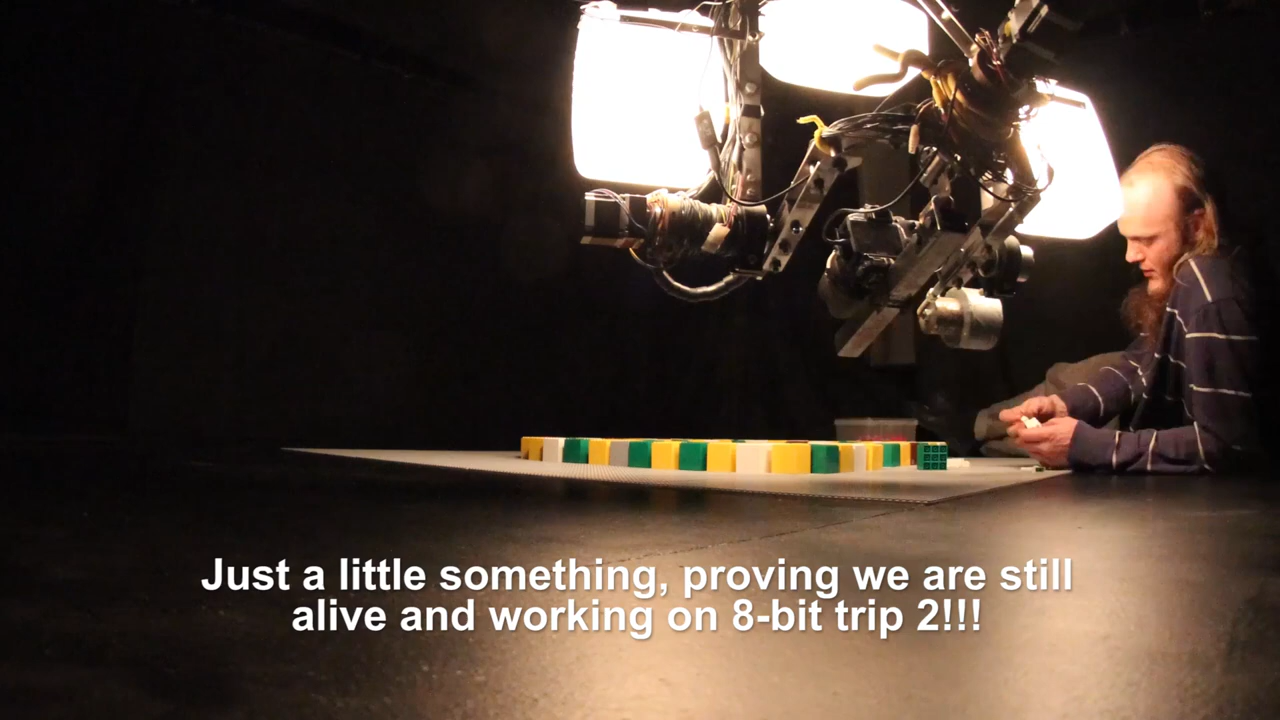 Just a little something, proving we are still
alive and working on 8-bit trip 2!!!